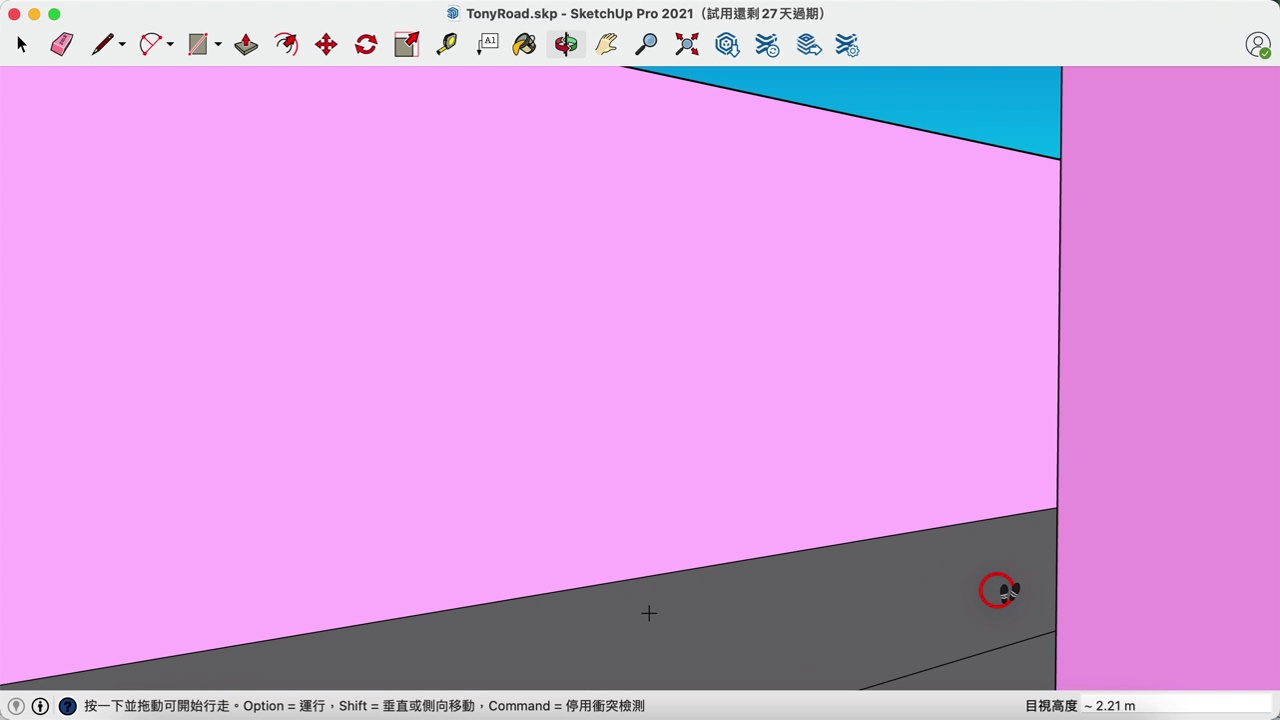 TonyRoad.skp - SketchUp Pro 2021（試用還剩 27 天過期）
A1
按一下並拖動可開始行走。Option = 運行，Shift = 垂直或側向移動，Command = 停用衝突檢測
目視高度 ~ 2.21 m